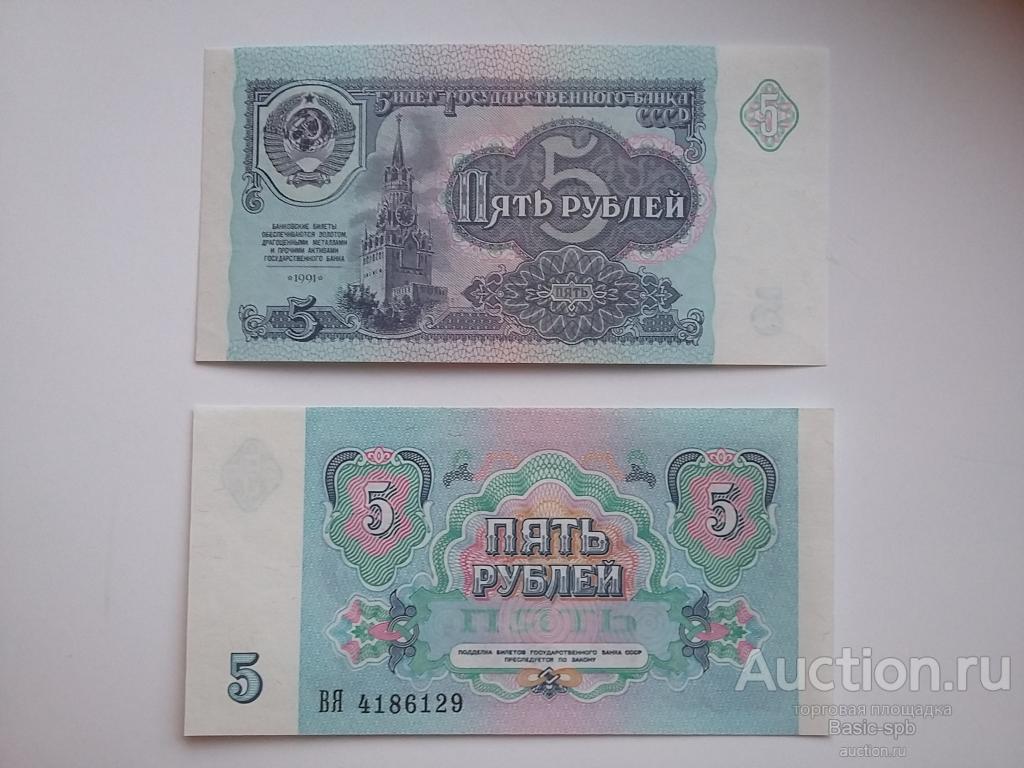 Билет Государственного Банка
СССР
5
5
Пять рублей
БАНКОВСКИЕ БИЛЕТЫ
ОБЕСПЕЧИВАЮТСЯ ЗОЛОТОМ,
ДРАГОЦЕННЫМИ МЕТАЛЛАМИ
И ПРОЧИМИ АКТИВАМИ
ГОСУДАРСТВЕННОГО БАНКА
*1991*
ПЯТЬ
5
5
5
ПЯТЬ
РУБЛЕЙ
ПОДДЕЛКА БИЛЕТОВ ГОСУДАРСТВЕННОГО БАНКА СССР
ПРЕСЛЕДУЕТСЯ ПО ЗАКОНУ
5
ВЯ 4186129
Auction.ru
торговая площадка
Basic-spb
auction.ru